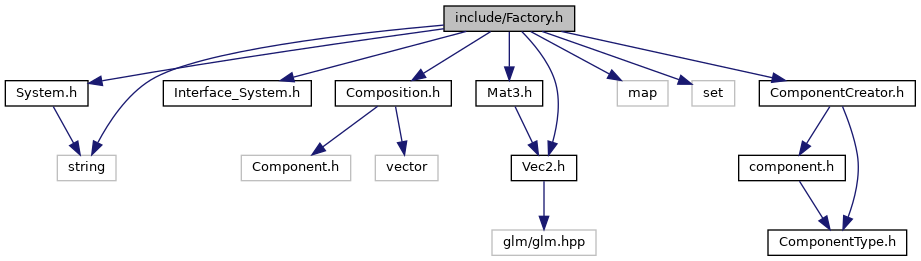 include/Factory.h
System.h
Interface_System.h
Composition.h
Mat3.h
map
set
ComponentCreator.h
string
Component.h
vector
Vec2.h
component.h
glm/glm.hpp
ComponentType.h